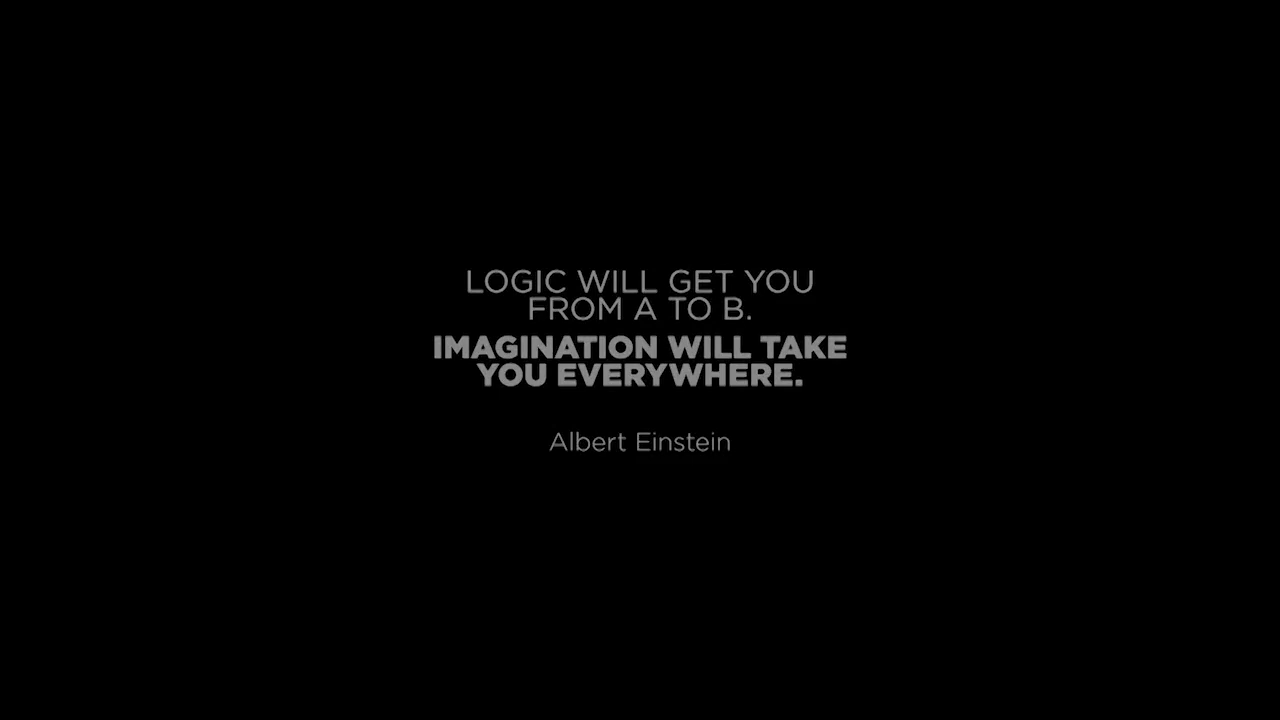 LOGIC WILL GET YOU
FROM A TO B.
IMAGINATION WILL TAKE
YOU EVERYWHERE.
Albert Einstein